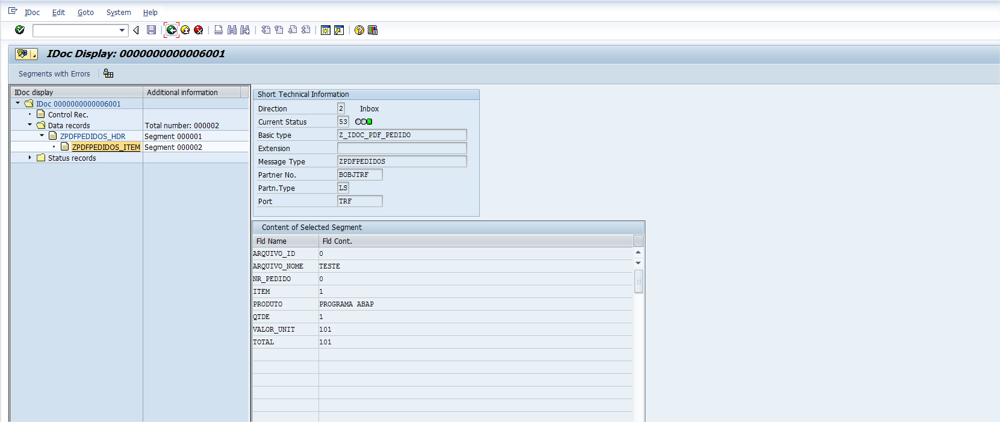 IDoc Edit Goto System Help
IDoc Display: 0000000000006001
Segments with Errors
IDoc display Additional information
IDoc 0000000000006001
Control Rec.
Data records Total number: 000002
ZPDFPEDIDOS_HDR Segment 000001
ZPDFPEDIDOS_ITEM Segment 000002
Status records
Short Technical Information
Direction 2 Inbox
Current Status 53
Basic type Z_IDOC_PDF_PEDIDO
Extension
Message Type ZPDFPEDIDOS
Partner No. BOBJTRF
Partn.Type LS
Port TRF
Content of Selected Segment
Fld Name Fld Cont.
ARQUIVO_ID 0
ARQUIVO_NOME TESTE
NR_PEDIDO 0
ITEM 1
PRODUTO PROGRAMA ABAP
QTDE 1
VALOR_UNIT 101
TOTAL 101